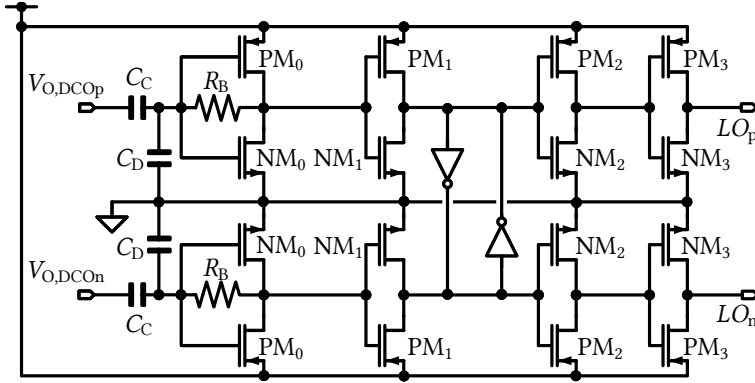 PM0 PM1 PM2 PM3
CC
VO,DCOp RB
LOp
CD NM0 NM1 NM2 NM3
CD NM0 NM1 NM2 NM3
VO,DCOn RB
LOn
CC
PM0 PM1 PM2 PM3